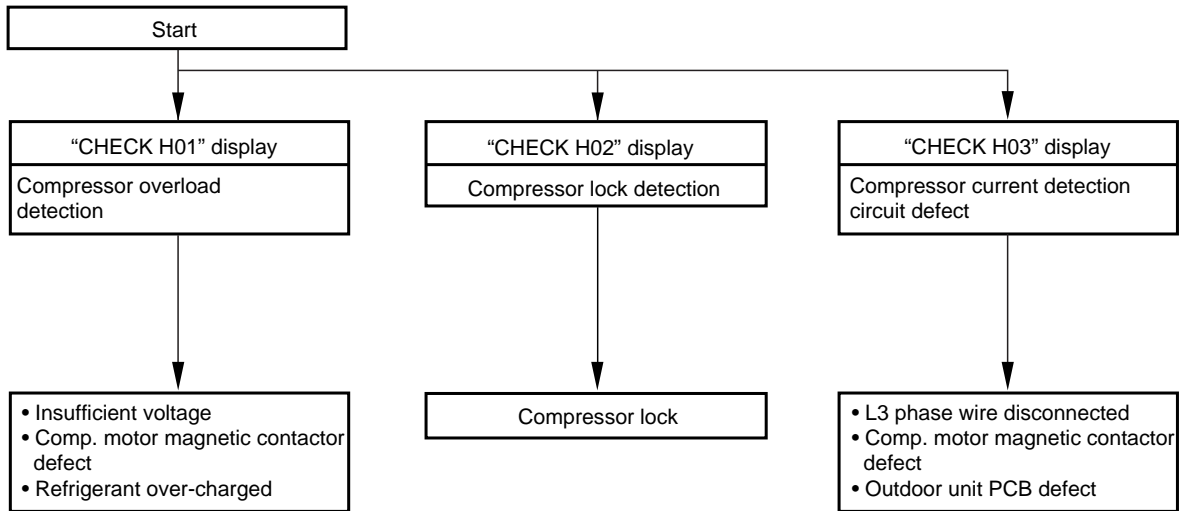 Start
“CHECK H01” display
Compressor overload
detection
“CHECK H02” display
Compressor lock detection
“CHECK H03” display
Compressor current detection
circuit defect
• Insufficient voltage
• Comp. motor magnetic contactor
defect
• Refrigerant over-charged
Compressor lock
• L3 phase wire disconnected
• Comp. motor magnetic contactor
defect
• Outdoor unit PCB defect